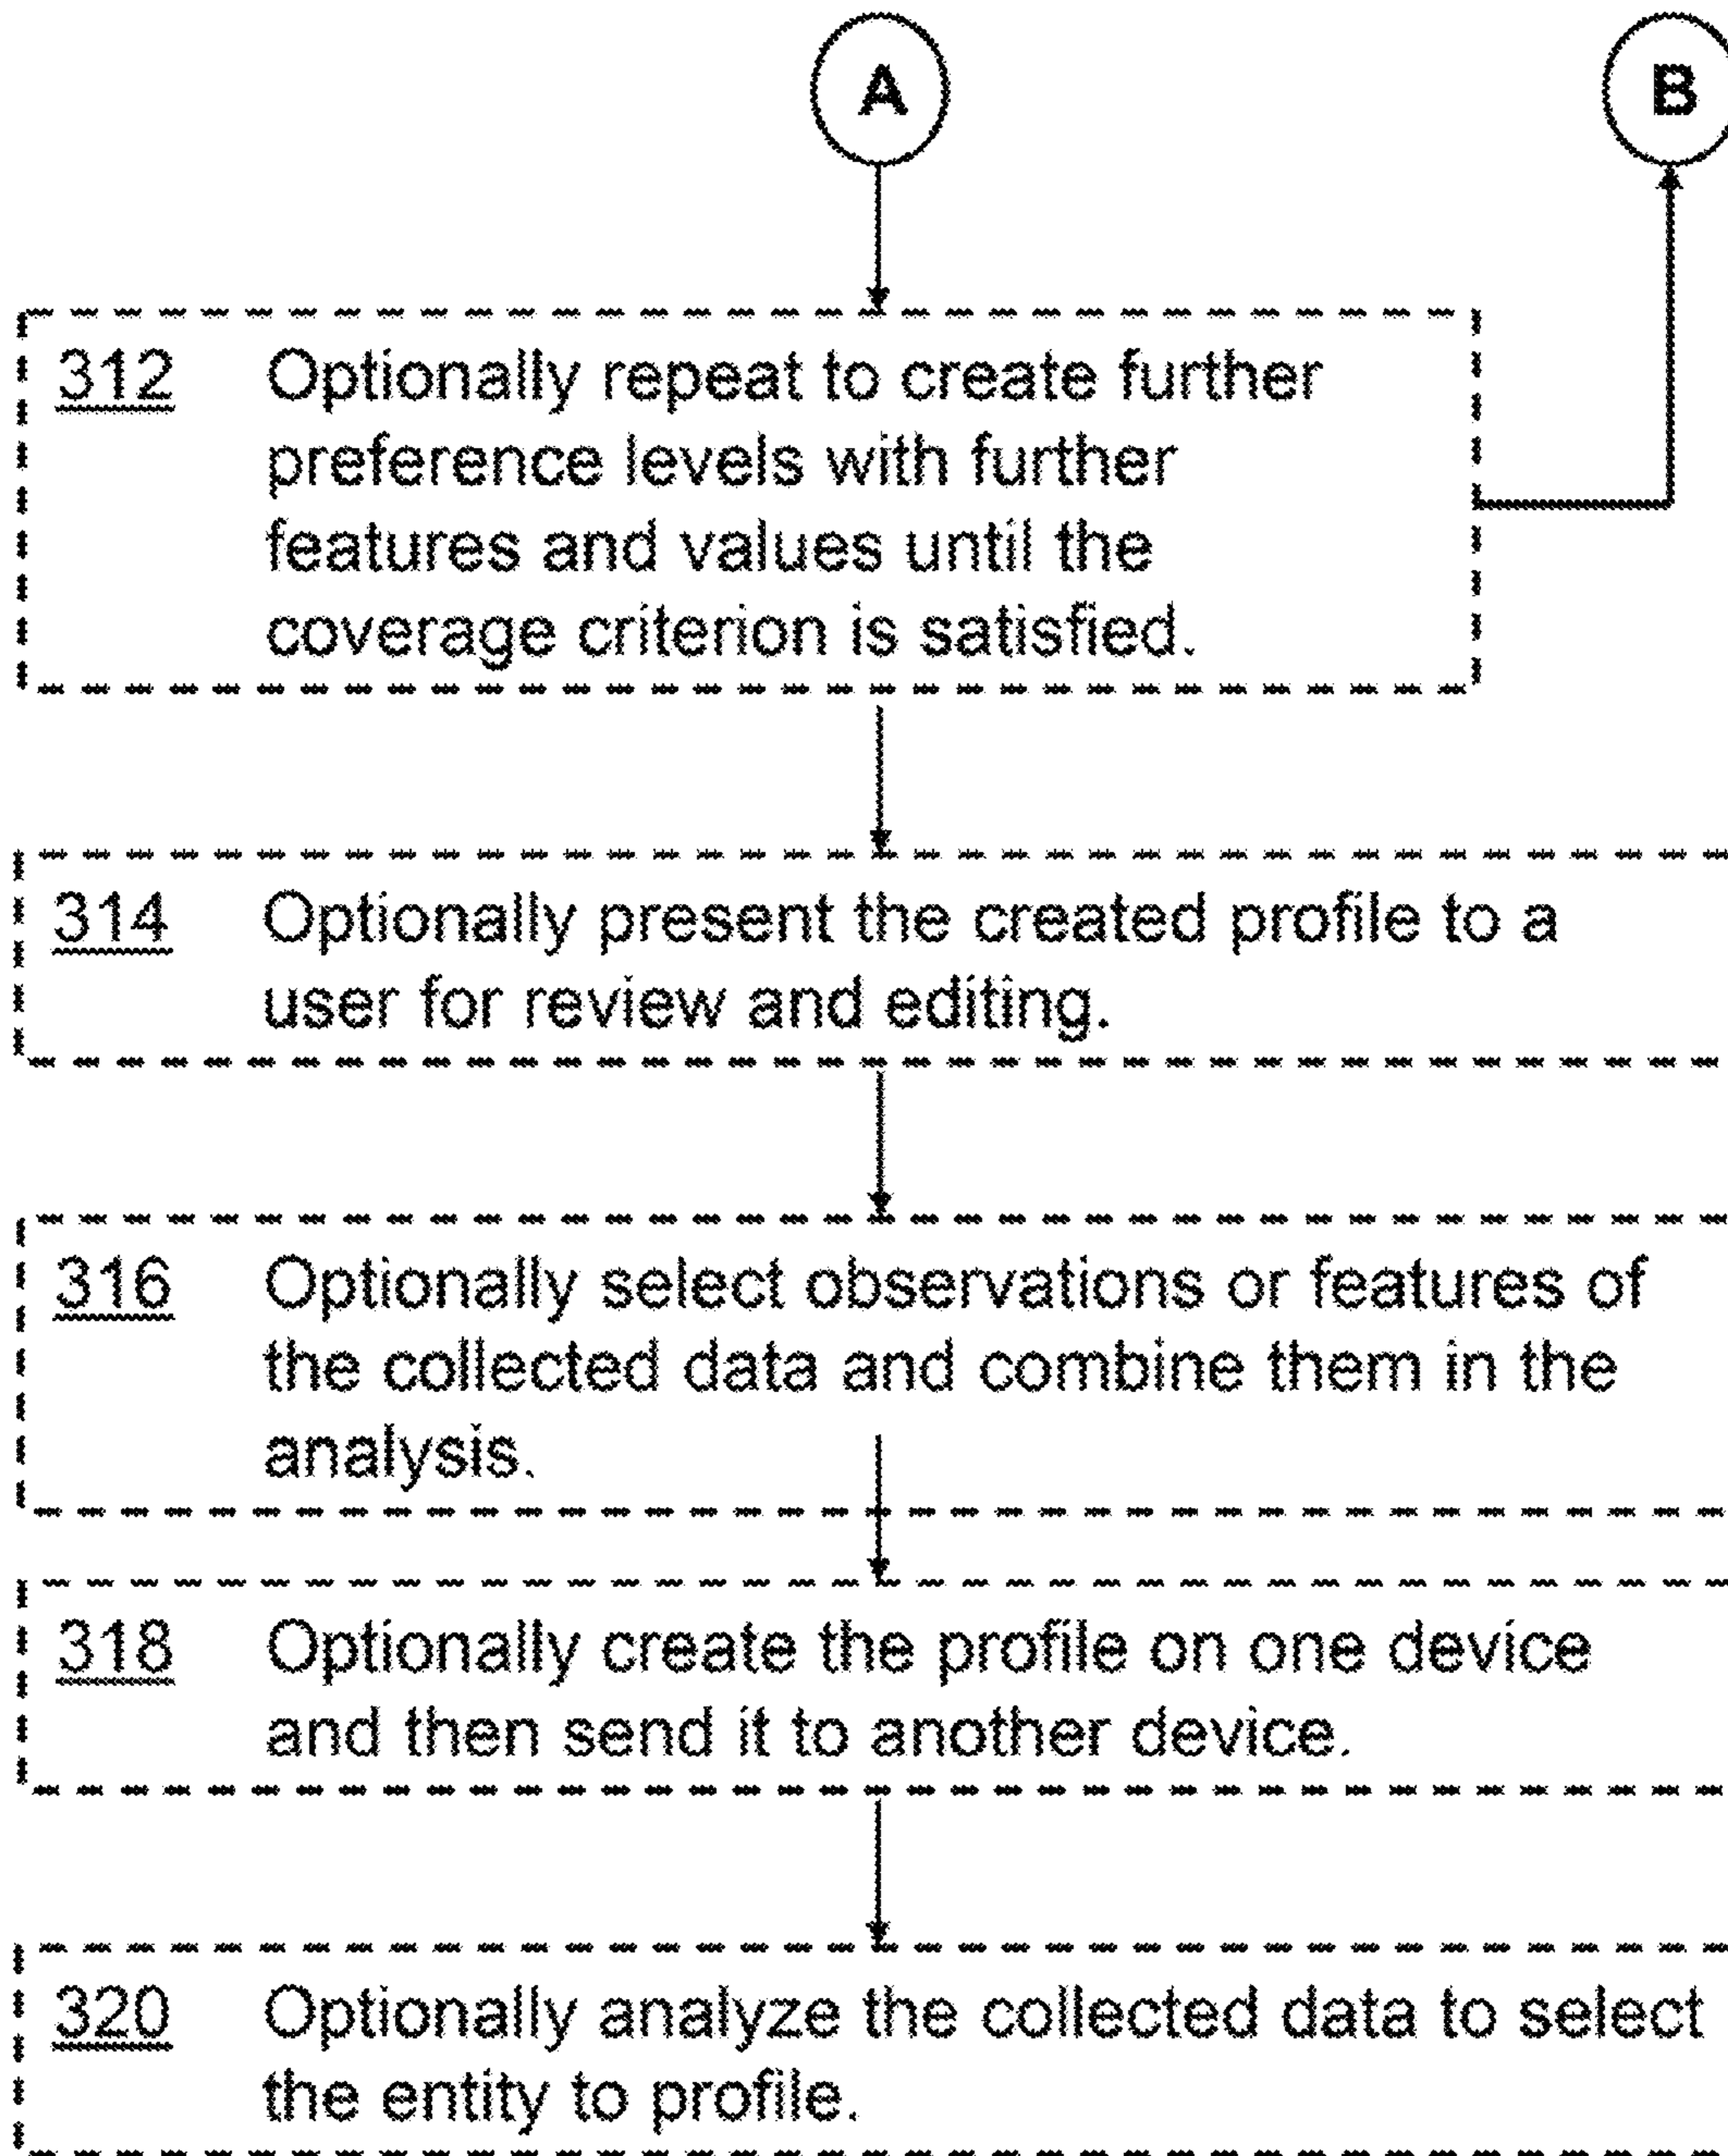 A
B
312 Optionally repeat to create further
preference levels with further
features and values until the
coverage criterion is satisfied.
314 Optionally present the created profile to a
user for review and editing.
316 Optionally select observations or features of
the collected data and combine them in the
analysis.
318 Optionally create the profile on one device
and then send it to another device.
320 Optionally analyze the collected data to select
the entity to profile.